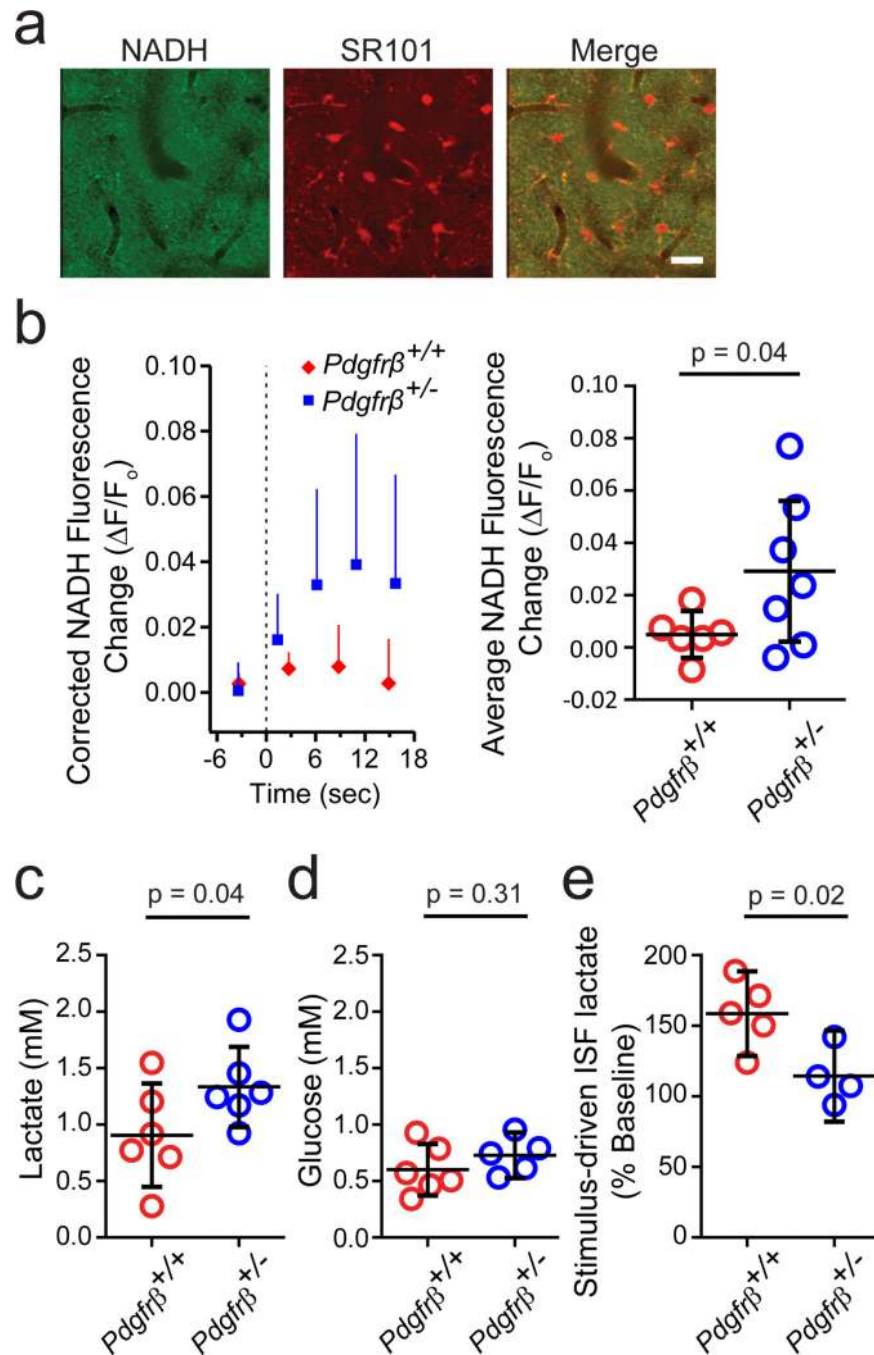 a
NADH
SR101
Merge
b
Corrected NADH Fluorescence
Change (ΔF/Fo)
0.10
0.08
0.06
0.04
0.02
0.00
-6 0 6 12 18
Time (sec)
Pdgfrβ+/+
Pdgfrβ+/-
Average NADH Fluorescence
Change (ΔF/Fo)
p = 0.04
0.10
0.08
0.06
0.04
0.02
0.00
-0.02
Pdgfrβ+/+
Pdgfrβ+/-
c
p = 0.04
Lactate (mM)
2.5
2.0
1.5
1.0
0.5
0.0
Pdgfrβ+/+
Pdgfrβ+/-
d
p = 0.31
Glucose (mM)
2.5
2.0
1.5
1.0
0.5
0.0
Pdgfrβ+/+
Pdgfrβ+/-
e
p = 0.02
Stimulus-driven ISF lactate
(% Baseline)
200
150
100
50
0
Pdgfrβ+/+
Pdgfrβ+/-